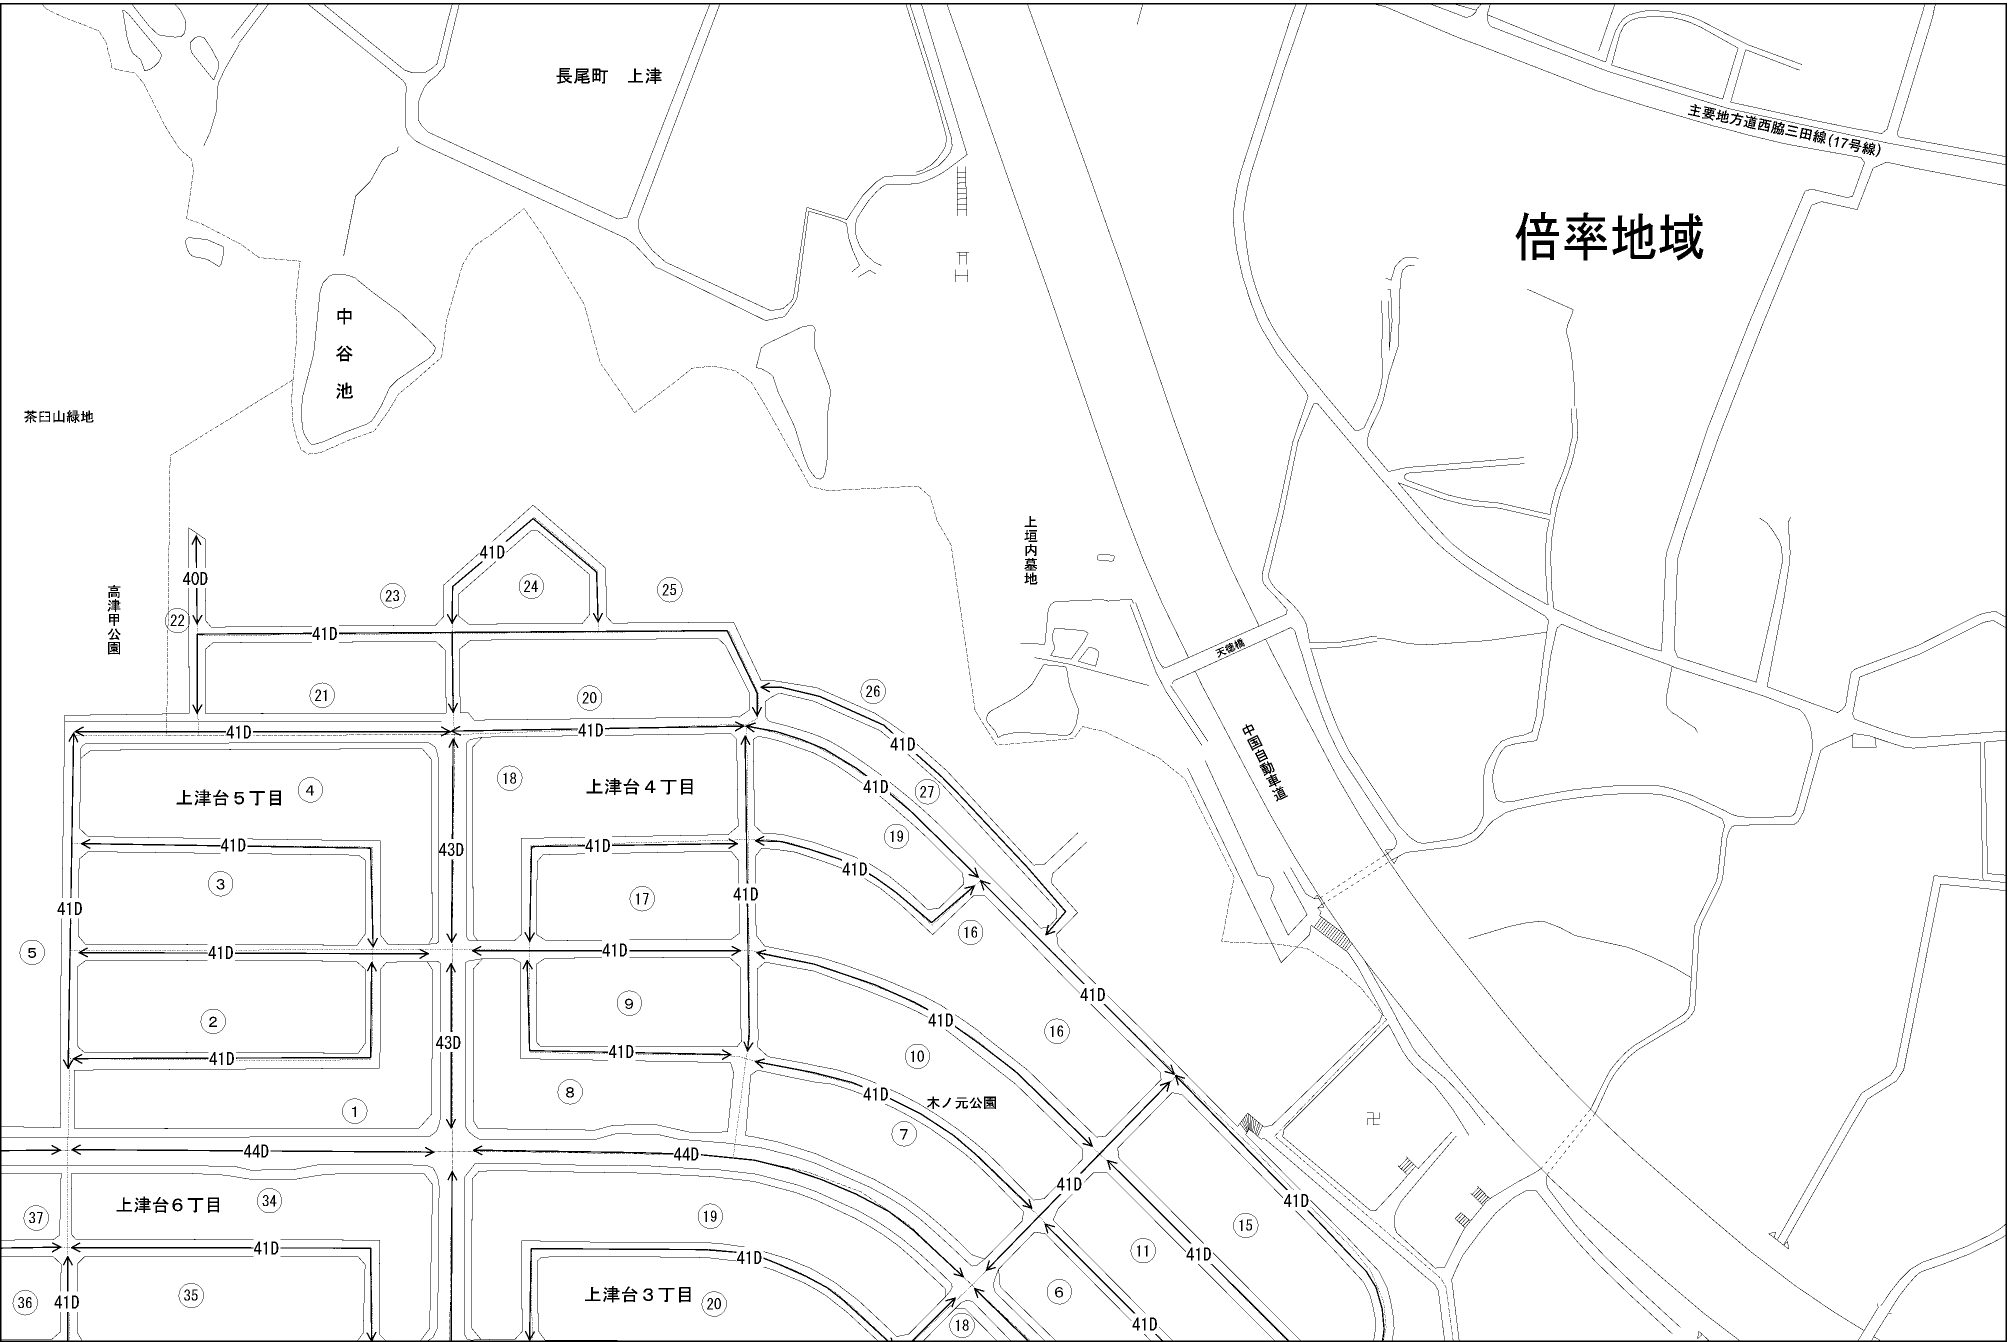 長尾町　上津
主要地方道西脇三田線(17号線)
倍率地域
中谷池
茶臼山緑地
上垣内墓地
高津甲公園
天徳橋
中国自動車道
40D
41D
22
23
24
25
41D
21
20
26
41D
41D
41D
上津台５丁目
4
18
上津台４丁目
41D
27
41D
19
41D
43D
41D
41D
3
17
41D
41D
16
5
41D
41D
2
9
41D
16
41D
43D
10
41D
41D
1
8
41D
木ノ元公園
7
44D
44D
41D
上津台６丁目
34
37
19
15
41D
41D
41D
11
41D
36
41D
35
上津台３丁目
20
6
18
41D